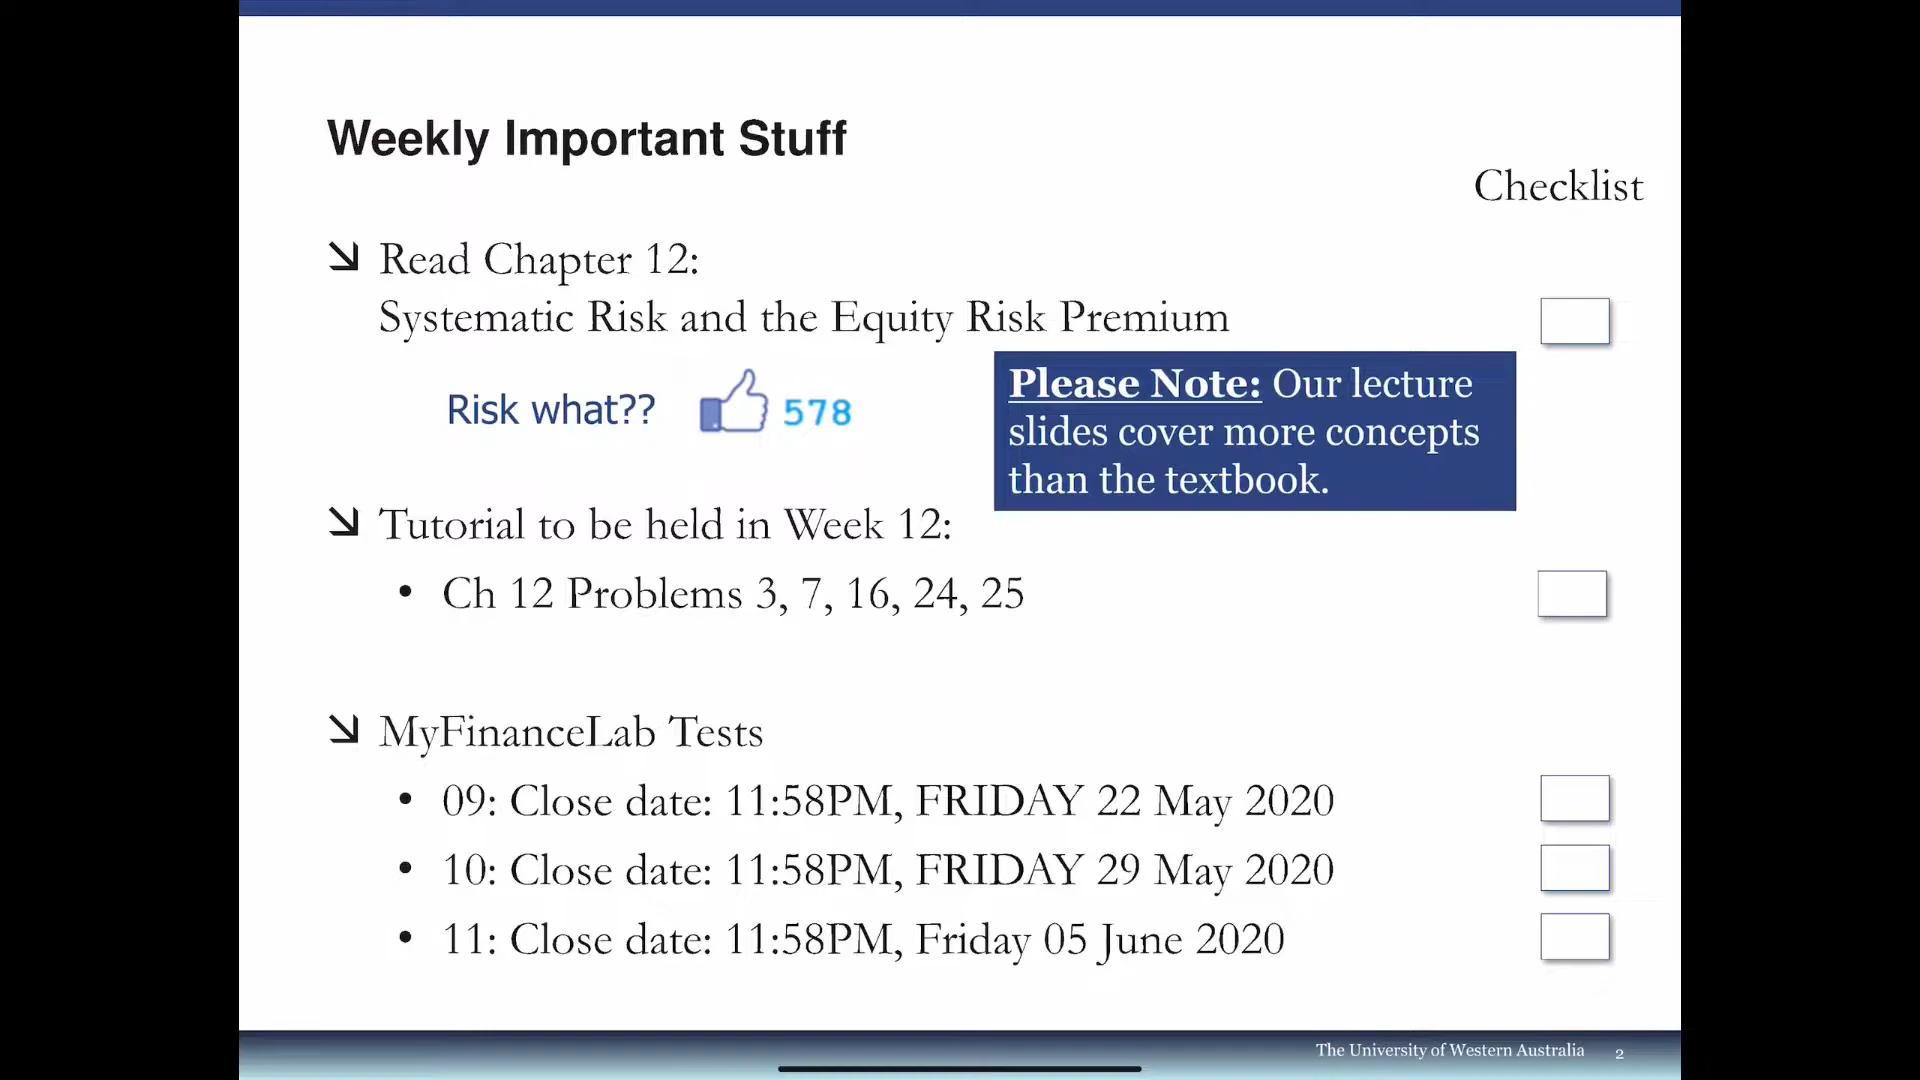 Weekly Important Stuff
Checklist
Read Chapter 12:
Systematic Risk and the Equity Risk Premium
Risk what??
578
Please Note: Our lecture
slides cover more concepts
than the textbook.
Tutorial to be held in Week 12:
• Ch 12 Problems 3, 7, 16, 24, 25
MyFinanceLab Tests
• 09: Close date: 11:58PM, FRIDAY 22 May 2020
• 10: Close date: 11:58PM, FRIDAY 29 May 2020
• 11: Close date: 11:58PM, Friday 05 June 2020
The University of Western Australia 2